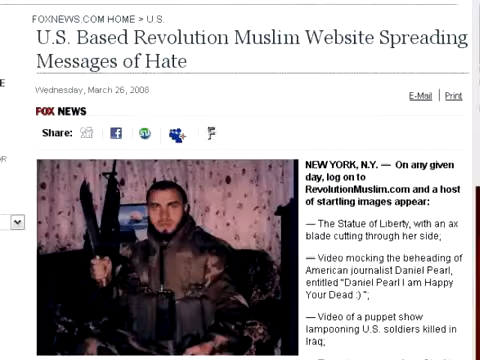 FOXNEWS.COM HOME > U.S.
U.S. Based Revolution Muslim Website Spreading
Messages of Hate
Wednesday, March 26, 2008
E-Mail | Print
FOX NEWS
Share:
NEW YORK, N.Y. — On any given
day, log on to
RevolutionMuslim.com and a host
of startling images appear:
— The Statue of Liberty, with an ax
blade cutting through her side;
— Video mocking the beheading of
American journalist Daniel Pearl,
entitled "Daniel Pearl I am Happy
Your Dead :) ";
— Video of a puppet show
lampooning U.S. soldiers killed in
Iraq;